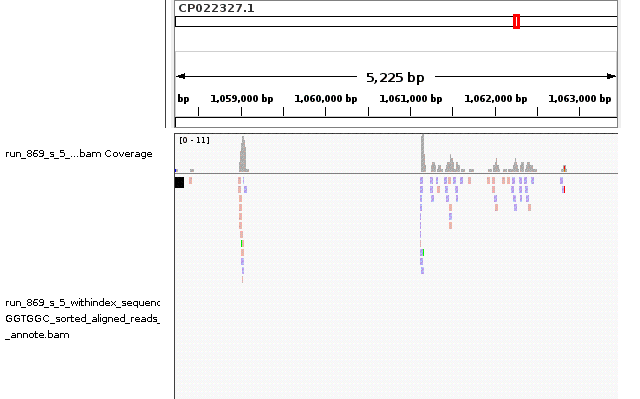 CP022327.1
5,225 bp
bp 1,059,000 bp 1,060,000 bp 1,061,000 bp 1,062,000 bp 1,063,000 bp
[0 - 11]
run_869_s_5_...bam Coverage
run_869_s_5_withindex_sequenc
GGTGGC_sorted_aligned_reads_
_annote.bam